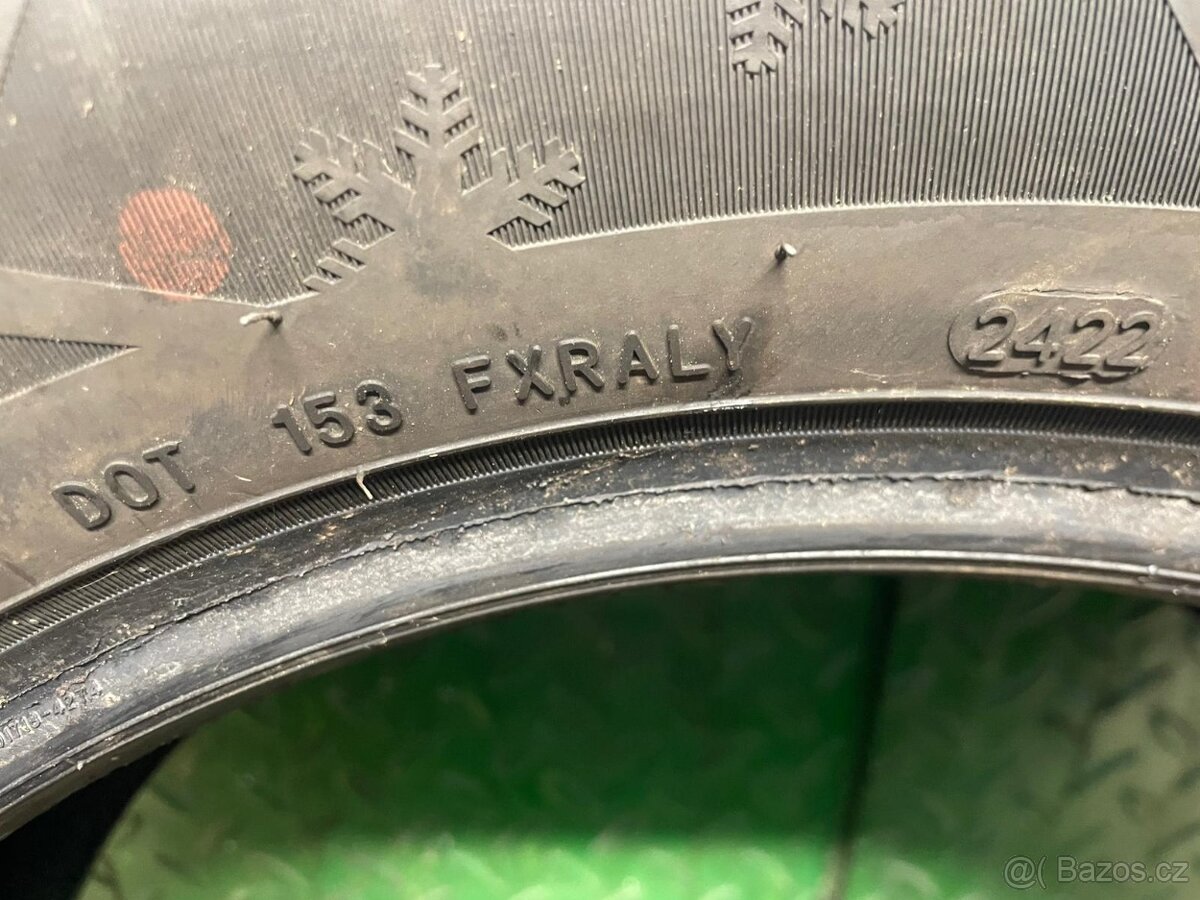 DOT 153 FXRALY 2422
@( Bazos.cz